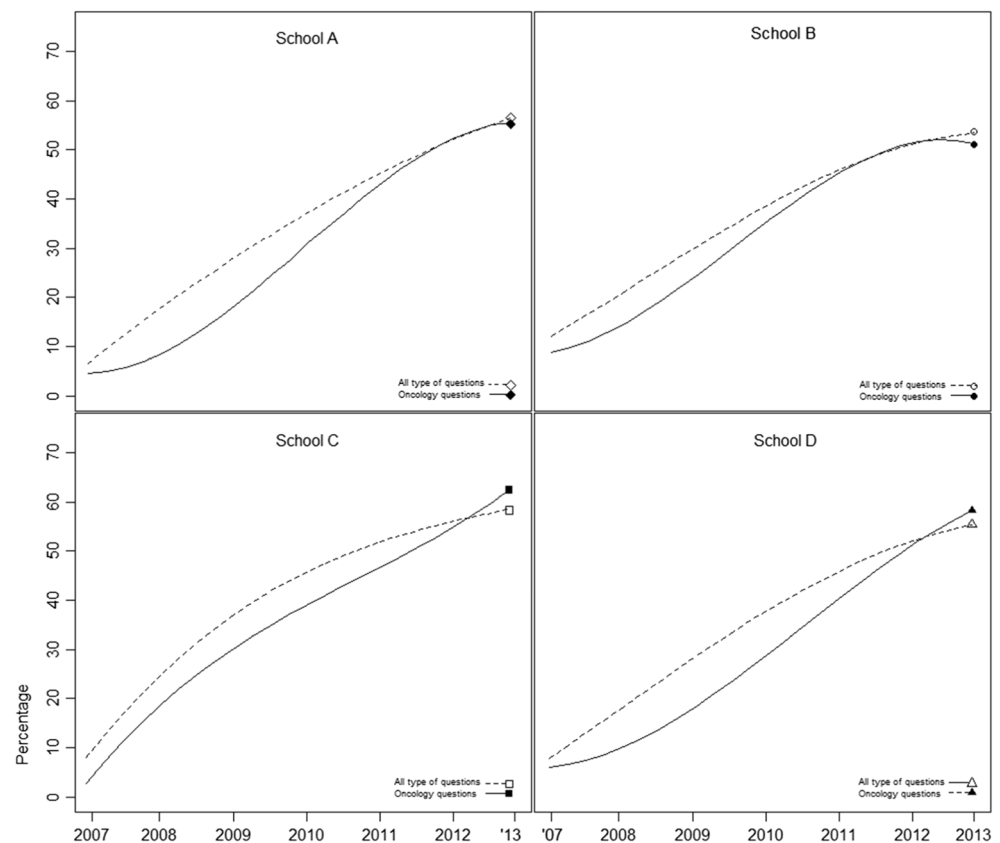 School A
70
60
50
40
30
20
10
0
All type of questions
Oncology questions
School B
All type of questions
Oncology questions
School C
70
60
50
40
30
20
10
0
Percentage
All type of questions
Oncology questions
School D
All type of questions
Oncology questions
2007 2008 2009 2010 2011 2012 '13
'07 2008 2009 2010 2011 2012 2013